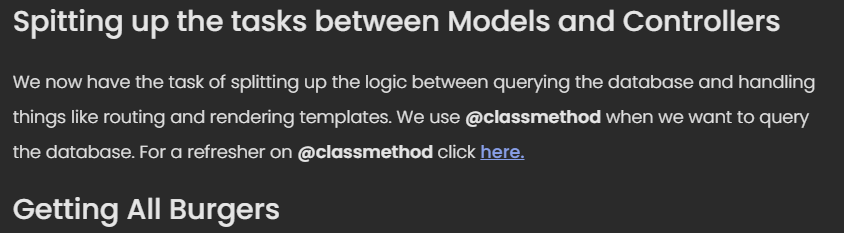 Spitting up the tasks between Models and Controllers
We now have the task of splitting up the logic between querying the database and handling
things like routing and rendering templates. We use @classmethod when we want to query
the database. For a refresher on @classmethod click here.
Getting All Burgers